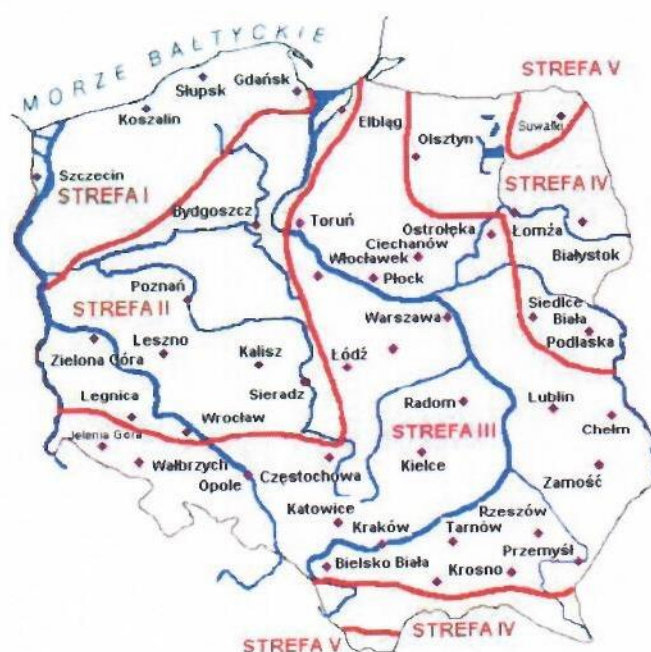 MORZE BAŁTYCKIE
STREFA V
Słupsk
Gdańsk
Koszalin
Elbląg
Suwałki
Olsztyn
Szczecin
STREFA I
STREFA IV
Bydgoszcz
Toruń
Ostrołęka
Łomża
Ciechanów
Białystok
Włocławek
Płock
Poznań
STREFA II
Siedlce
Warszawa
Biała
Podlaska
Leszno
Zielona Góra
Kalisz
Łódź
Sieradz
Legnica
Radom
Lublin
Wrocław
Chełm
STREFA III
Jelenia Góra
Wałbrzych
Częstochowa
Kielce
Opole
Zamość
Katowice
Rzeszów
Kraków
Tarnów
Przemyśl
Bielsko Biała
Krosno
STREFA IV
STREFA V